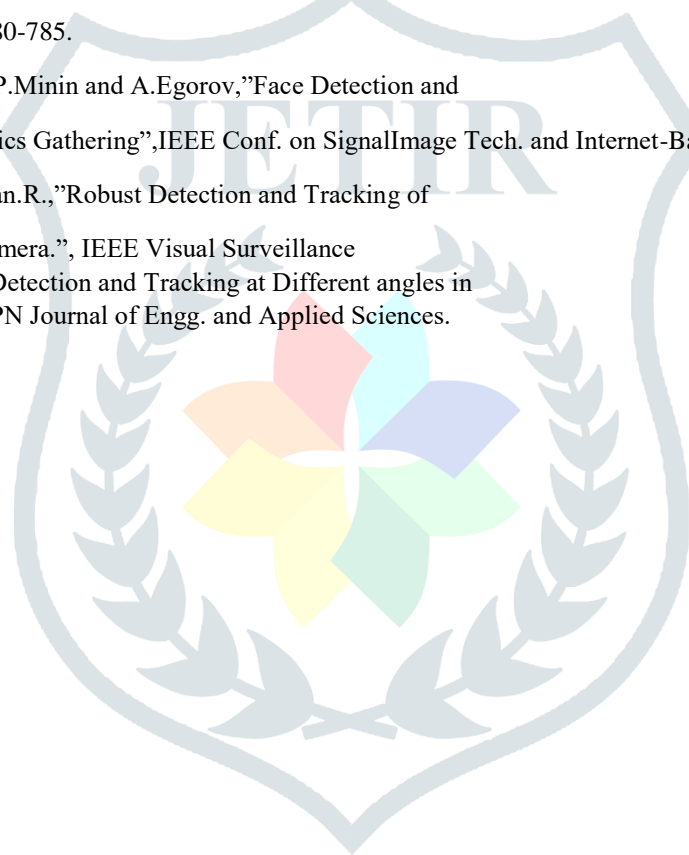 80-785.
P.Minin and A.Egorov,”Face Detection and
ics Gathering”,IEEE Conf. on SignalImage Tech. and Internet-Ba
an.R.,”Robust Detection and Tracking of
mera.”, IEEE Visual Surveillance
Detection and Tracking at Different angles in
PN Journal of Engg. and Applied Sciences.
JETIR